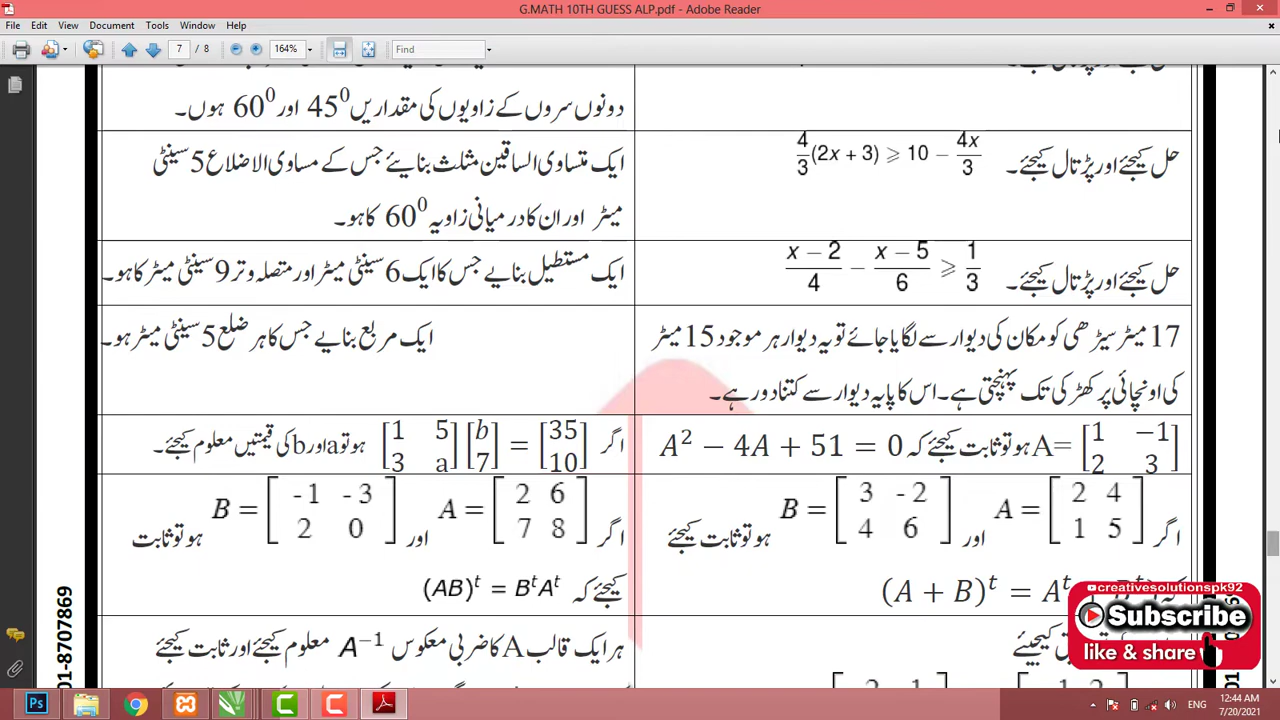 G.MATH 10TH GUESS ALP.pdf - Adobe Reader
File Edit View Document Tools Window Help
7 / 8 164% Find
دونوں سروں کے زاویوں کی مقداریں 45⁰ اور 60⁰ ہوں۔
حل کیجئے اور پڑتال کیجئے۔ 4/3(2x + 3) ⩾ 10 − 4x/3
ایک متساوی الساقین مثلث بنایئے جس کے مساوی الاضلاع 5 سینٹی
میٹر اور ان کا درمیانی زاویہ 60⁰ کا ہو۔
حل کیجئے اور پڑتال کیجئے۔ (x − 2)/4 − (x − 5)/6 ⩾ 1/3
ایک مستطیل بنایے جس کا ایک 6 سینٹی میٹر اور متصلہ وتر 9 سینٹی میٹر کا ہو۔
17 میٹر سیڑھی کو مکان کی دیوار سے لگایا جائے تو یہ دیوار ہر موجود 15 میٹر
کی اونچائی پر کھڑکی تک پہنچتی ہے۔ اس کا پایہ دیوار سے کتنا دور ہے۔
ایک مربع بنایے جس کا ہر ضلع 5 سینٹی میٹر ہو۔
A= [1 −1; 2 3] ہو تو ثابت کیجئے کہ A² − 4A + 51 = 0
اگر [1 5; 3 a] [b; 7] = [35; 10] ہو تو a اور b کی قیمتیں معلوم کیجئے۔
اگر A = [2 4; 1 5] اور B = [3 -2; 4 6] ہو تو ثابت کیجئے
(A + B)ᵗ = Aᵗ
اگر A = [2 6; 7 8] اور B = [-1 -3; 2 0] ہو تو ثابت
کیجئے کہ (AB)ᵗ = BᵗAᵗ
ہر ایک قالب A کا ضربی معکوس A⁻¹ معلوم کیجئے اور ثابت کیجئے
01-8707869
creativesolutionspk92
Subscribe
like & share
ENG
12:44 AM
7/20/2021